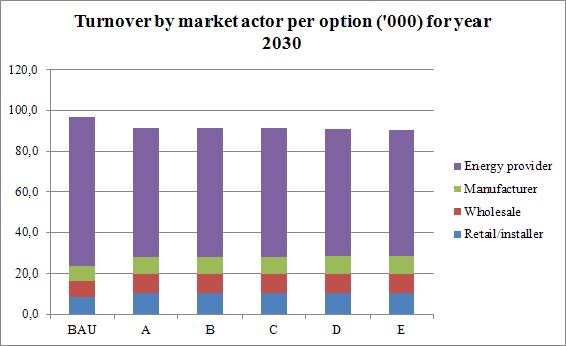 Turnover by market actor per option ('000) for year
2030
120,0
100,0
80,0
60,0
40,0
20,0
0,0
BAU A B C D E
Energy provider
Manufacturer
Wholesale
Retail/installer